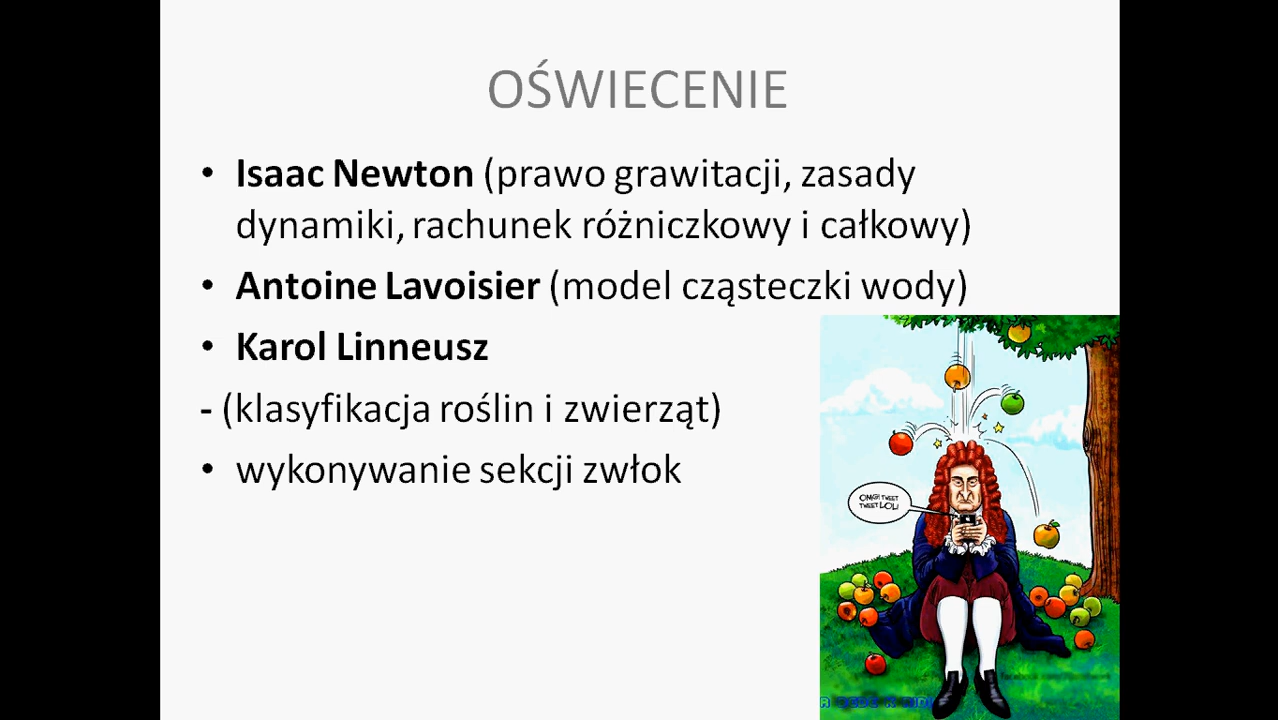 OŚWIECENIE
• Isaac Newton (prawo grawitacji, zasady
dynamiki, rachunek różniczkowy i całkowy)
• Antoine Lavoisier (model cząsteczki wody)
• Karol Linneusz
- (klasyfikacja roślin i zwierząt)
• wykonywanie sekcji zwłok
OMG! TWEET
TWEET LOL!